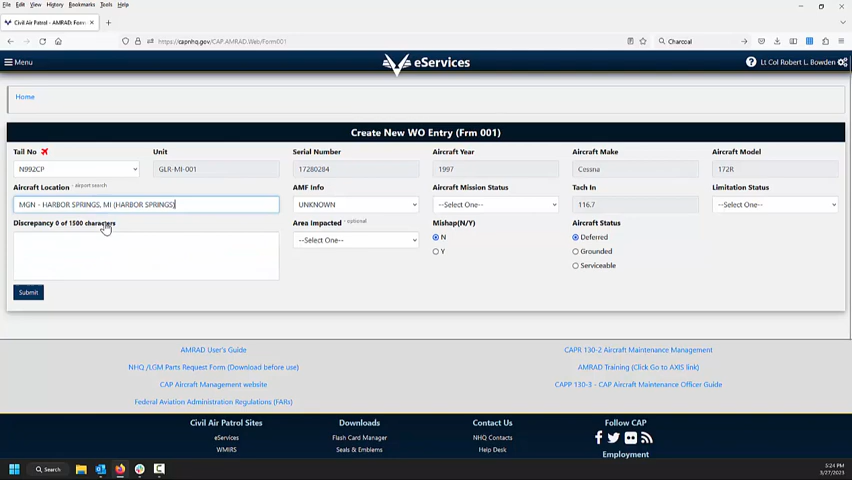 File Edit View History Bookmarks Tools Help
Civil Air Patrol - AMRAD: Form
https://capnhq.gov/CAP.AMRAD.Web/Form001
Charcoal
Menu
eServices
Lt Col Robert L. Bowden
Home
Create New WO Entry (Frm 001)
Tail No Unit Serial Number Aircraft Year Aircraft Make Aircraft Model
N992CP GLR-MI-001 17280284 1997 Cessna 172R
Aircraft Location - airport search AMF Info Aircraft Mission Status Tach In Limitation Status
MGN - HARBOR SPRINGS, MI (HARBOR SPRINGS) UNKNOWN --Select One-- 116.7 --Select One--
Discrepancy 0 of 1500 characters Area Impacted - optional Mishap(N/Y) Aircraft Status
--Select One-- N Deferred
Y Grounded
Serviceable
Submit
AMRAD User's Guide CAPR 130-2 Aircraft Maintenance Management
NHQ /LGM Parts Request Form (Download before use) AMRAD Training (Click Go to AXIS link)
CAP Aircraft Management website CAPP 130-3 - CAP Aircraft Maintenance Officer Guide
Federal Aviation Administration Regulations (FARs)
Civil Air Patrol Sites Downloads Contact Us Follow CAP
eServices Flash Card Manager NHQ Contacts
WMIRS Seals & Emblems Help Desk Employment
Search
5:24 PM
3/27/2023